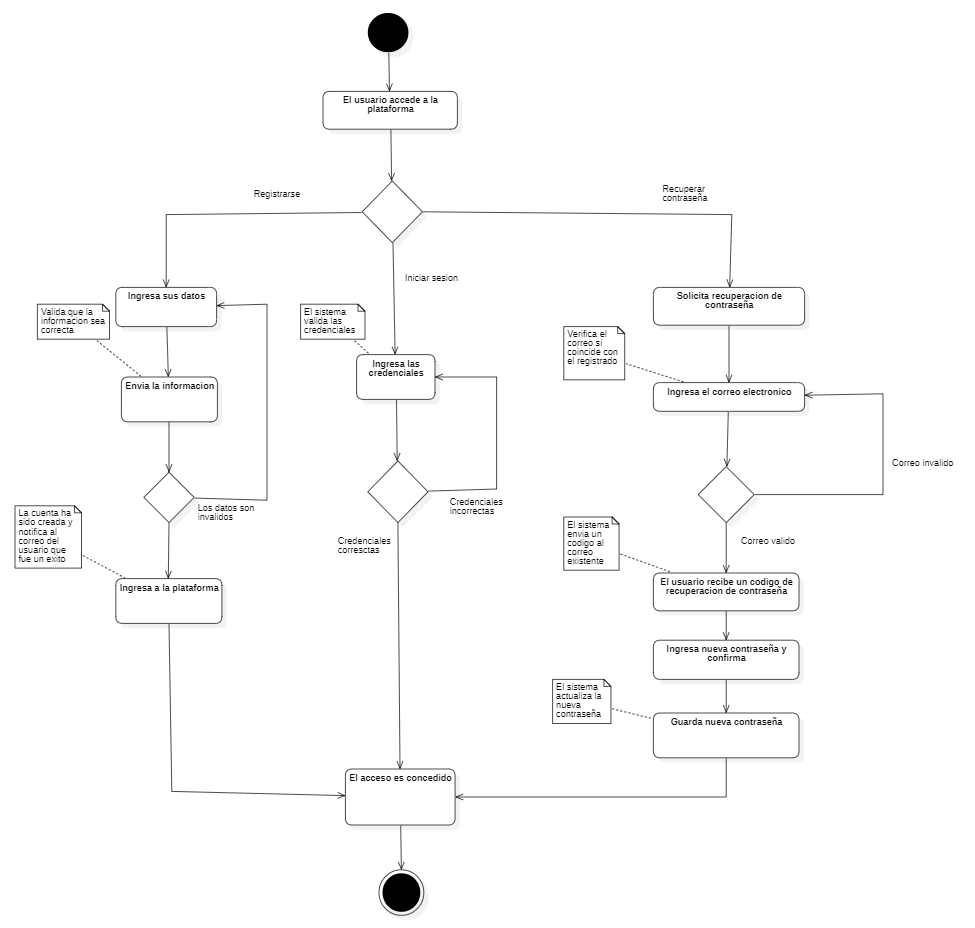 El usuario accede a la
plataforma
Registrarse
Recuperar
contraseña
Iniciar sesion
Ingresa sus datos
Valida que la
informacion sea
correcta
Envia la informacion
Los datos son
invalidos
La cuenta ha
sido creada y
notifica al
correo del
usuario que
fue un exito
Ingresa a la plataforma
El sistema
valida las
credenciales
Ingresa las
credenciales
Credenciales
incorrectas
Credenciales
corresctas
Solicita recuperacion de
contraseña
Verifica el
correo si
coincide con
el registrado
Ingresa el correo electronico
Correo invalido
Correo valido
El sistema
envia un
codigo al
correo
existente
El usuario recibe un codigo de
recuperacion de contraseña
Ingresa nueva contraseña y
confirma
El sistema
actualiza la
nueva
contraseña
Guarda nueva contraseña
El acceso es concedido